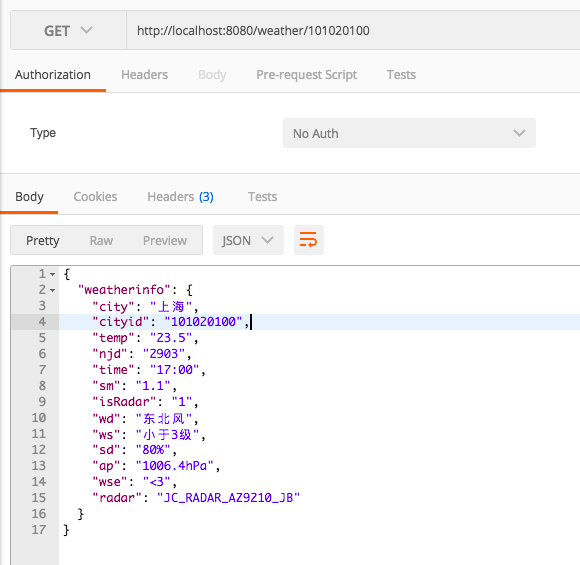 GET http://localhost:8080/weather/101020100
Authorization Headers Body Pre-request Script Tests
Type No Auth
Body Cookies Headers (3) Tests
Pretty Raw Preview JSON
1 {
2 "weatherinfo": {
3 "city": "上海",
4 "cityid": "101020100",
5 "temp": "23.5",
6 "njd": "2903",
7 "time": "17:00",
8 "sm": "1.1",
9 "isRadar": "1",
10 "wd": "东北风",
11 "ws": "小于3级",
12 "sd": "80%",
13 "ap": "1006.4hPa",
14 "wse": "<3",
15 "radar": "JC_RADAR_AZ9210_JB"
16 }
17 }